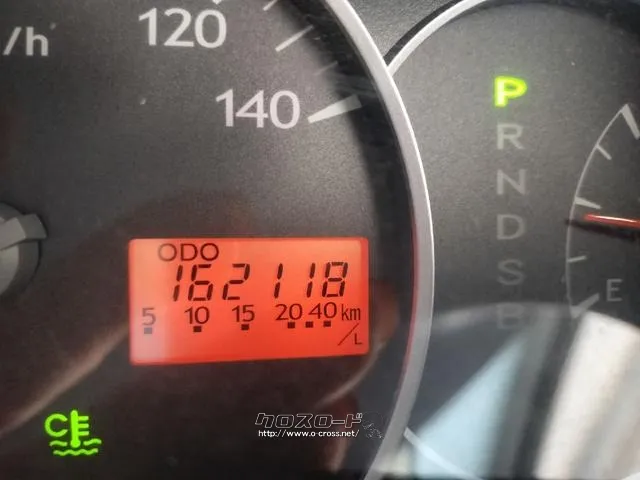 /h
120
140
P
R
N
D
S
B
E
ODO
162118
5 10 15 20 40 km/L
C
クロスロード
http://www.o-cross.net/